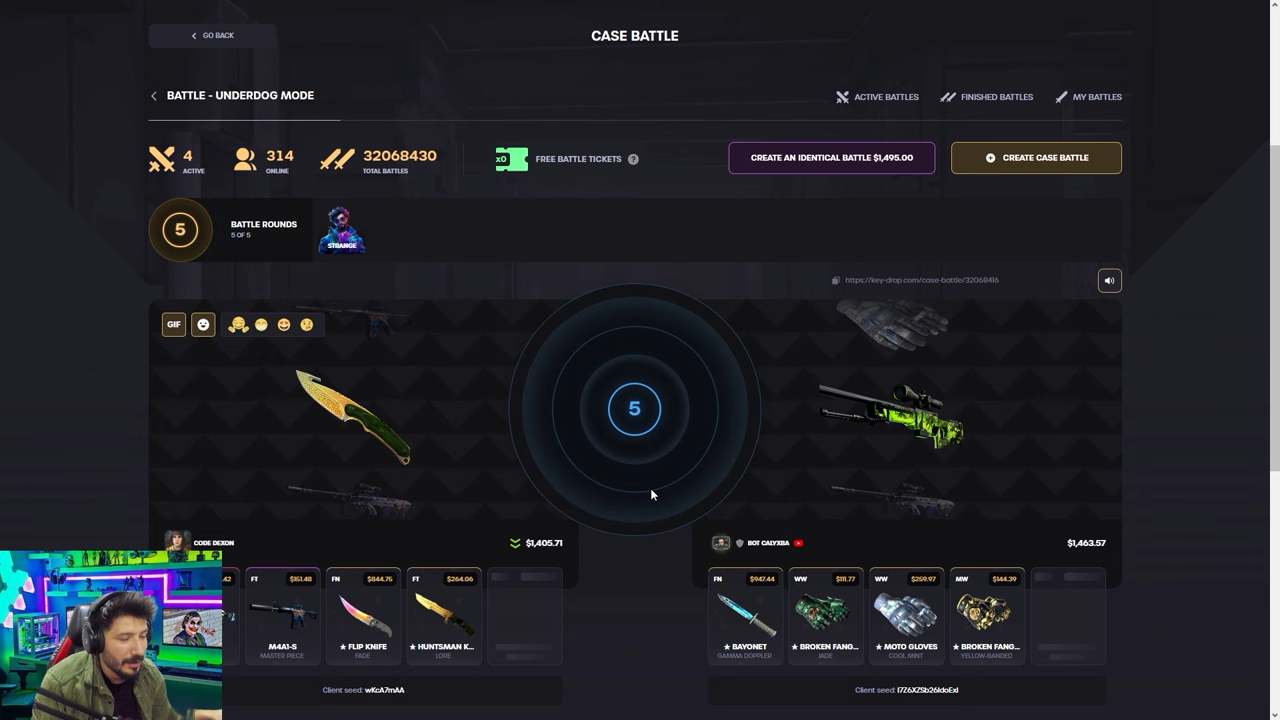 GO BACK
CASE BATTLE
BATTLE - UNDERDOG MODE
ACTIVE BATTLES
FINISHED BATTLES
MY BATTLES
4
ACTIVE
314
ONLINE
32068430
TOTAL BATTLES
x0
FREE BATTLE TICKETS ?
CREATE AN IDENTICAL BATTLE $1,495.00
CREATE CASE BATTLE
5
BATTLE ROUNDS
5 OF 5
STRANGE
https://key-drop.com/case-battle/32068416
GIF
5
CODE DEXON
$1,405.71
BOT CALYXBA
$1,463.57
.42
FT $151.48
M4A1-S
MASTER PIECE
FN $844.75
★ FLIP KNIFE
FADE
FT $264.06
★ HUNTSMAN K...
LORE
FN $947.44
★ BAYONET
GAMMA DOPPLER
WW $111.77
★ BROKEN FANG...
JADE
WW $259.97
★ MOTO GLOVES
COOL MINT
MW $144.39
★ BROKEN FANG...
YELLOW-BANDED
Client seed: wKcA7mAA